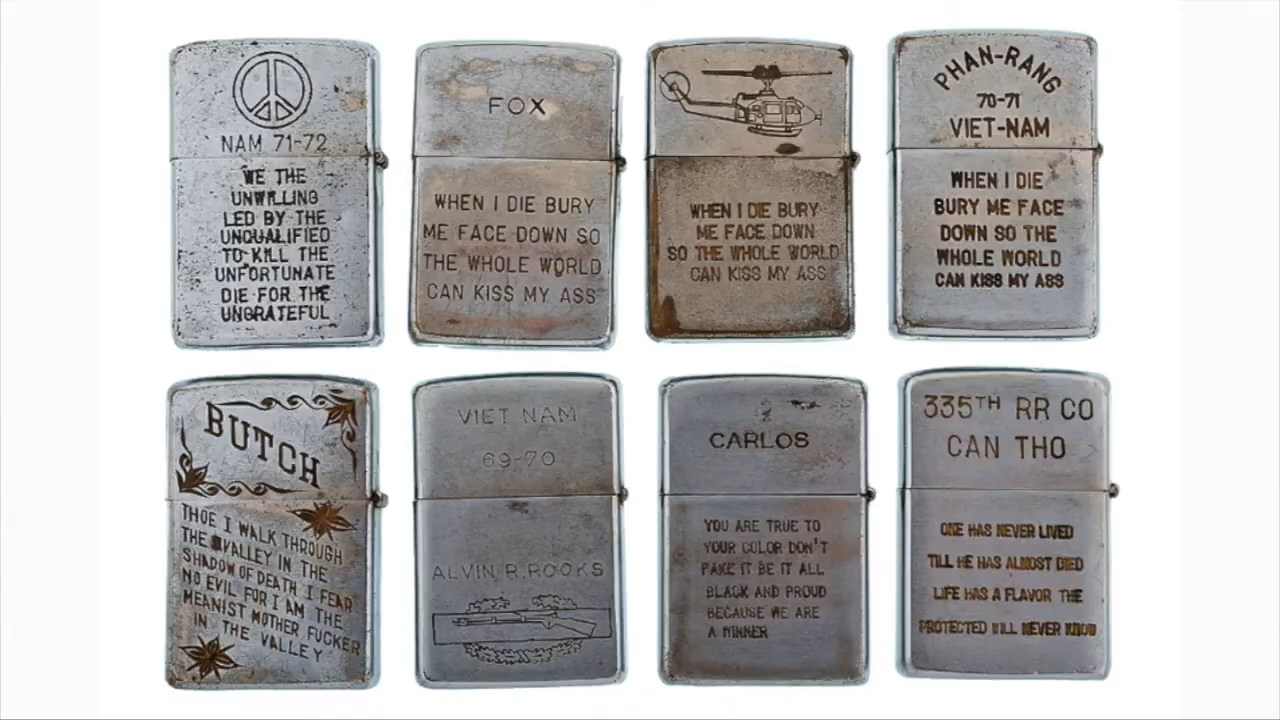 NAM 71-72
WE THE
UNWILLING
LED BY THE
UNQUALIFIED
TO KILL THE
UNFORTUNATE
DIE FOR THE
UNGRATEFUL
FOX
WHEN I DIE BURY
ME FACE DOWN SO
THE WHOLE WORLD
CAN KISS MY ASS
WHEN I DIE BURY
ME FACE DOWN
SO THE WHOLE WORLD
CAN KISS MY ASS
PHAN-RANG
70-71
VIET-NAM
WHEN I DIE
BURY ME FACE
DOWN SO THE
WHOLE WORLD
CAN KISS MY ASS
BUTCH
THOE I WALK THROUGH
THE VALLEY IN THE
SHADOW OF DEATH I FEAR
NO EVIL FOR I AM THE
MEANIST MOTHER FUCKER
IN THE VALLEY
VIET NAM
69-70
ALVIN R.ROOKS
CARLOS
YOU ARE TRUE TO
YOUR COLOR DON'T
FAKE IT BE IT ALL
BLACK AND PROUD
BECAUSE WE ARE
A WINNER
335TH RR CO
CAN THO
ONE HAS NEVER LIVED
TILL HE HAS ALMOST DIED
LIFE HAS A FLAVOR THE
PROTECTED WILL NEVER KNOW